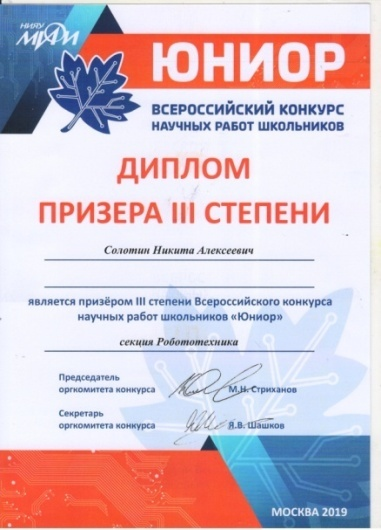 НИЯУ
МИФИ
ЮНИОР
ВСЕРОССИЙСКИЙ КОНКУРС
НАУЧНЫХ РАБОТ ШКОЛЬНИКОВ
ДИПЛОМ
ПРИЗЕРА III СТЕПЕНИ
Солотин Никита Алексеевич
является призёром III степени Всероссийского конкурса
научных работ школьников «Юниор»
секция Робототехника
Председатель
оргкомитета конкурса М.Н. Стриханов
Секретарь
оргкомитета конкурса Я.В. Шашков
МОСКВА 2019